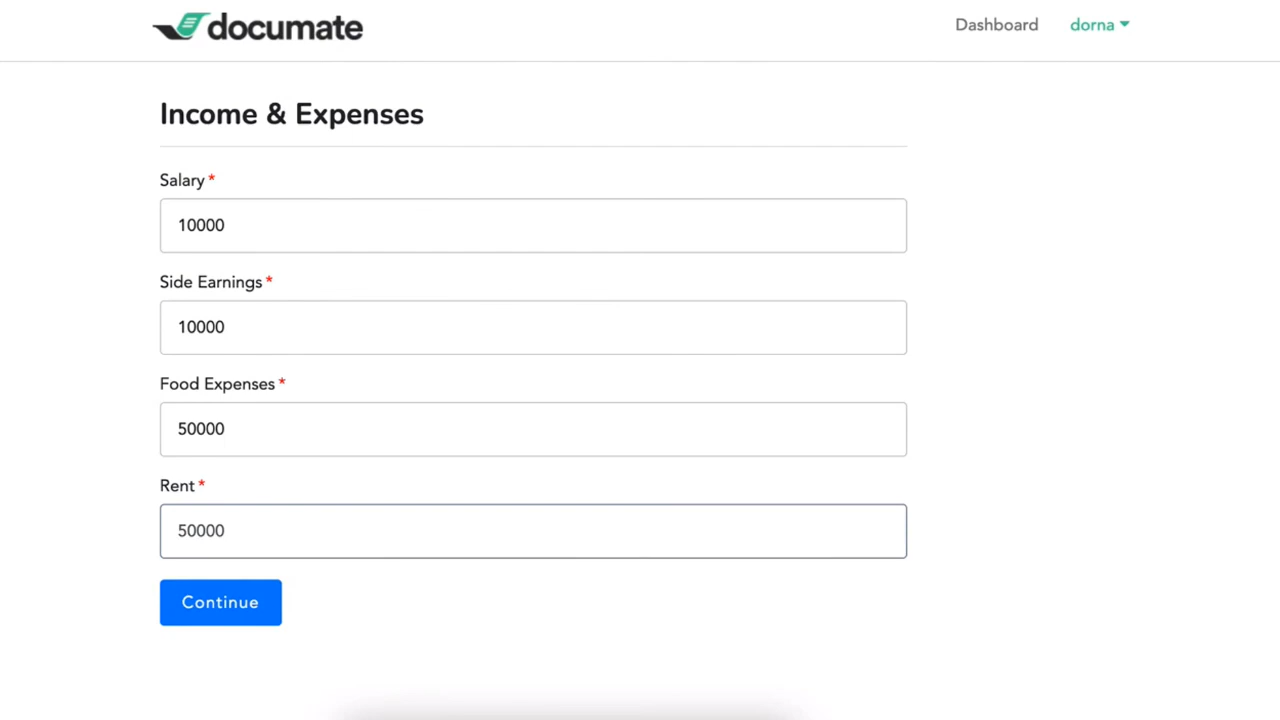 documate
Dashboard
dorna
Income & Expenses
Salary *
10000
Side Earnings *
10000
Food Expenses *
50000
Rent *
50000
Continue